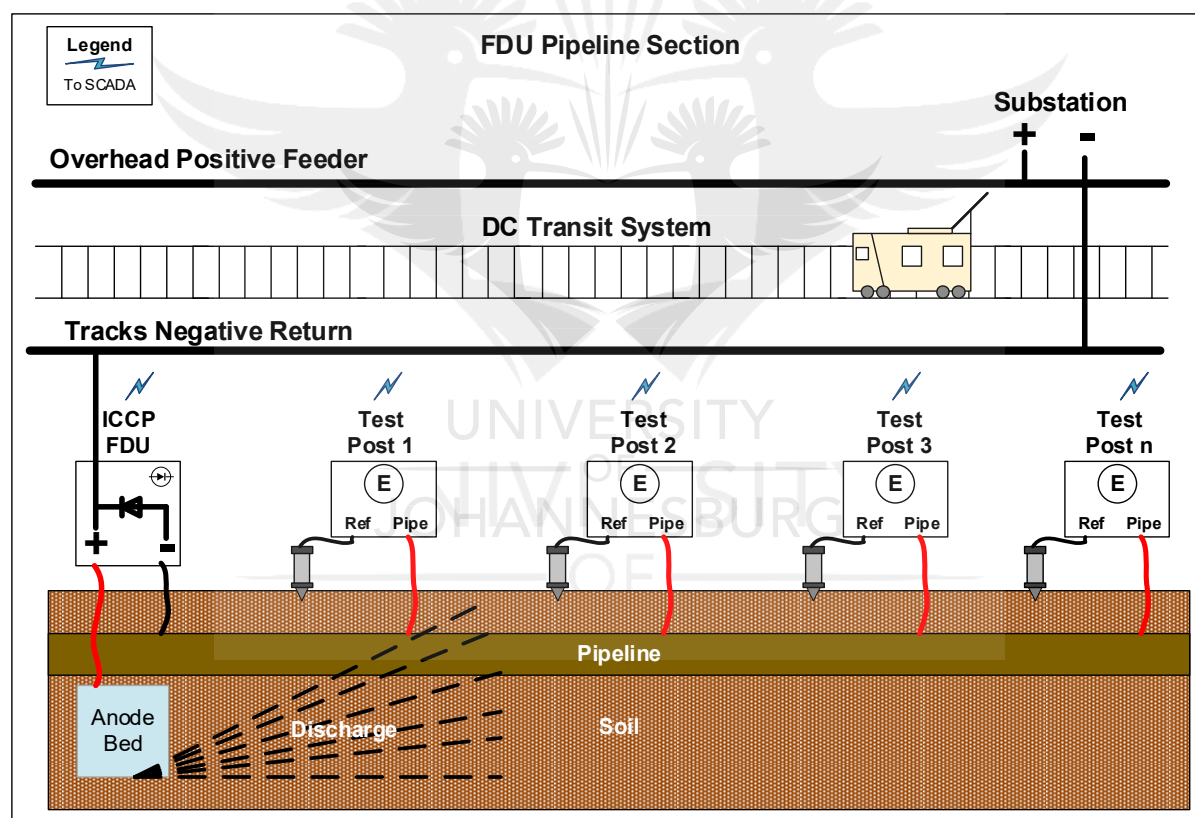 Legend
To SCADA
FDU Pipeline Section
Substation
+ -
Overhead Positive Feeder
DC Transit System
Tracks Negative Return
ICCP
FDU
Test
Post 1
Test
Post 2
Test
Post 3
Test
Post n
+ -
E
Ref Pipe
E
Ref Pipe
E
Ref Pipe
E
Ref Pipe
UNIVERSITY
OF
JOHANNESBURG
UNIVERSITY
OF
Pipeline
Anode
Bed
Discharge
Soil